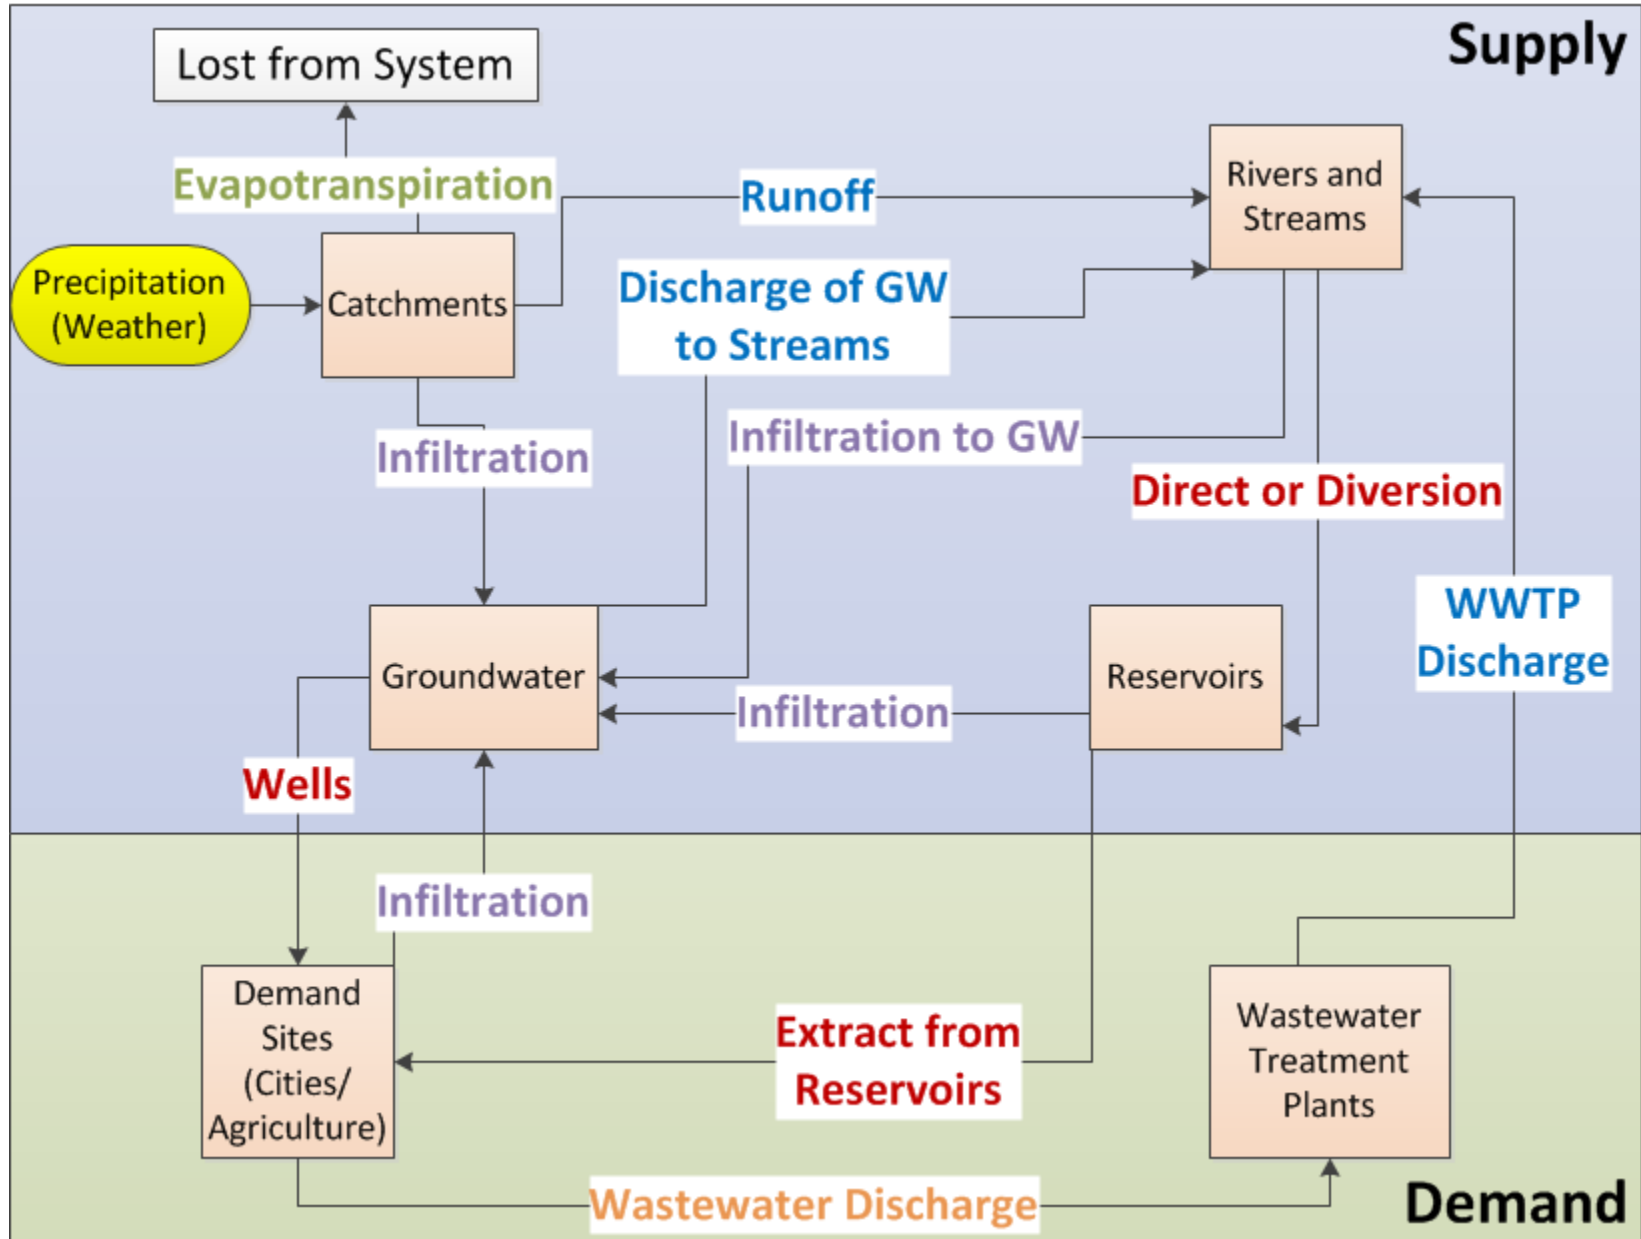 Supply
Lost from System
Evapotranspiration
Runoff
Rivers and
Streams
Precipitation
(Weather)
Catchments
Discharge of GW
to Streams
Infiltration
Infiltration to GW
Direct or Diversion
WWTP
Discharge
Groundwater
Infiltration
Reservoirs
Wells
Infiltration
Demand
Sites
(Cities/
Agriculture)
Extract from
Reservoirs
Wastewater
Treatment
Plants
Wastewater Discharge
Demand